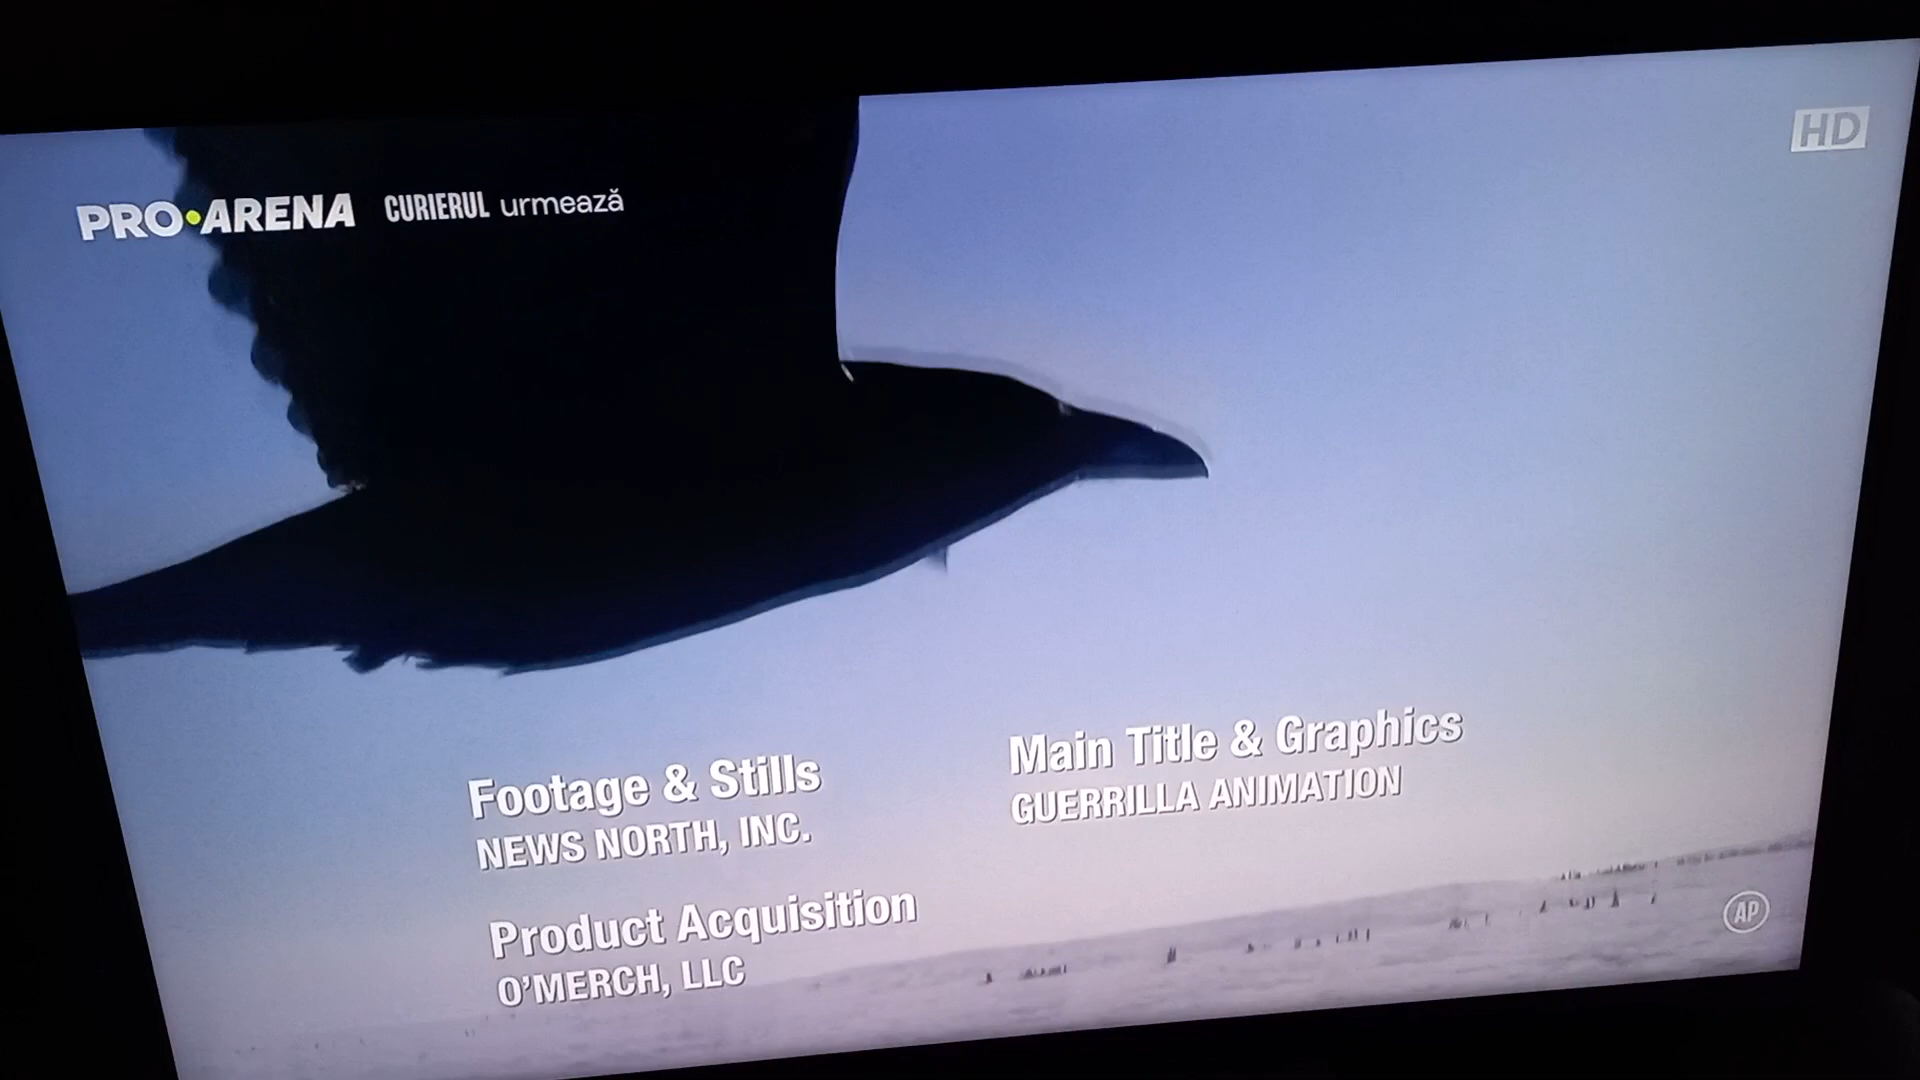 PRO•ARENA CURIERUL urmează
HD
Footage & Stills
NEWS NORTH, INC.
Main Title & Graphics
GUERRILLA ANIMATION
Product Acquisition
O'MERCH, LLC
AP